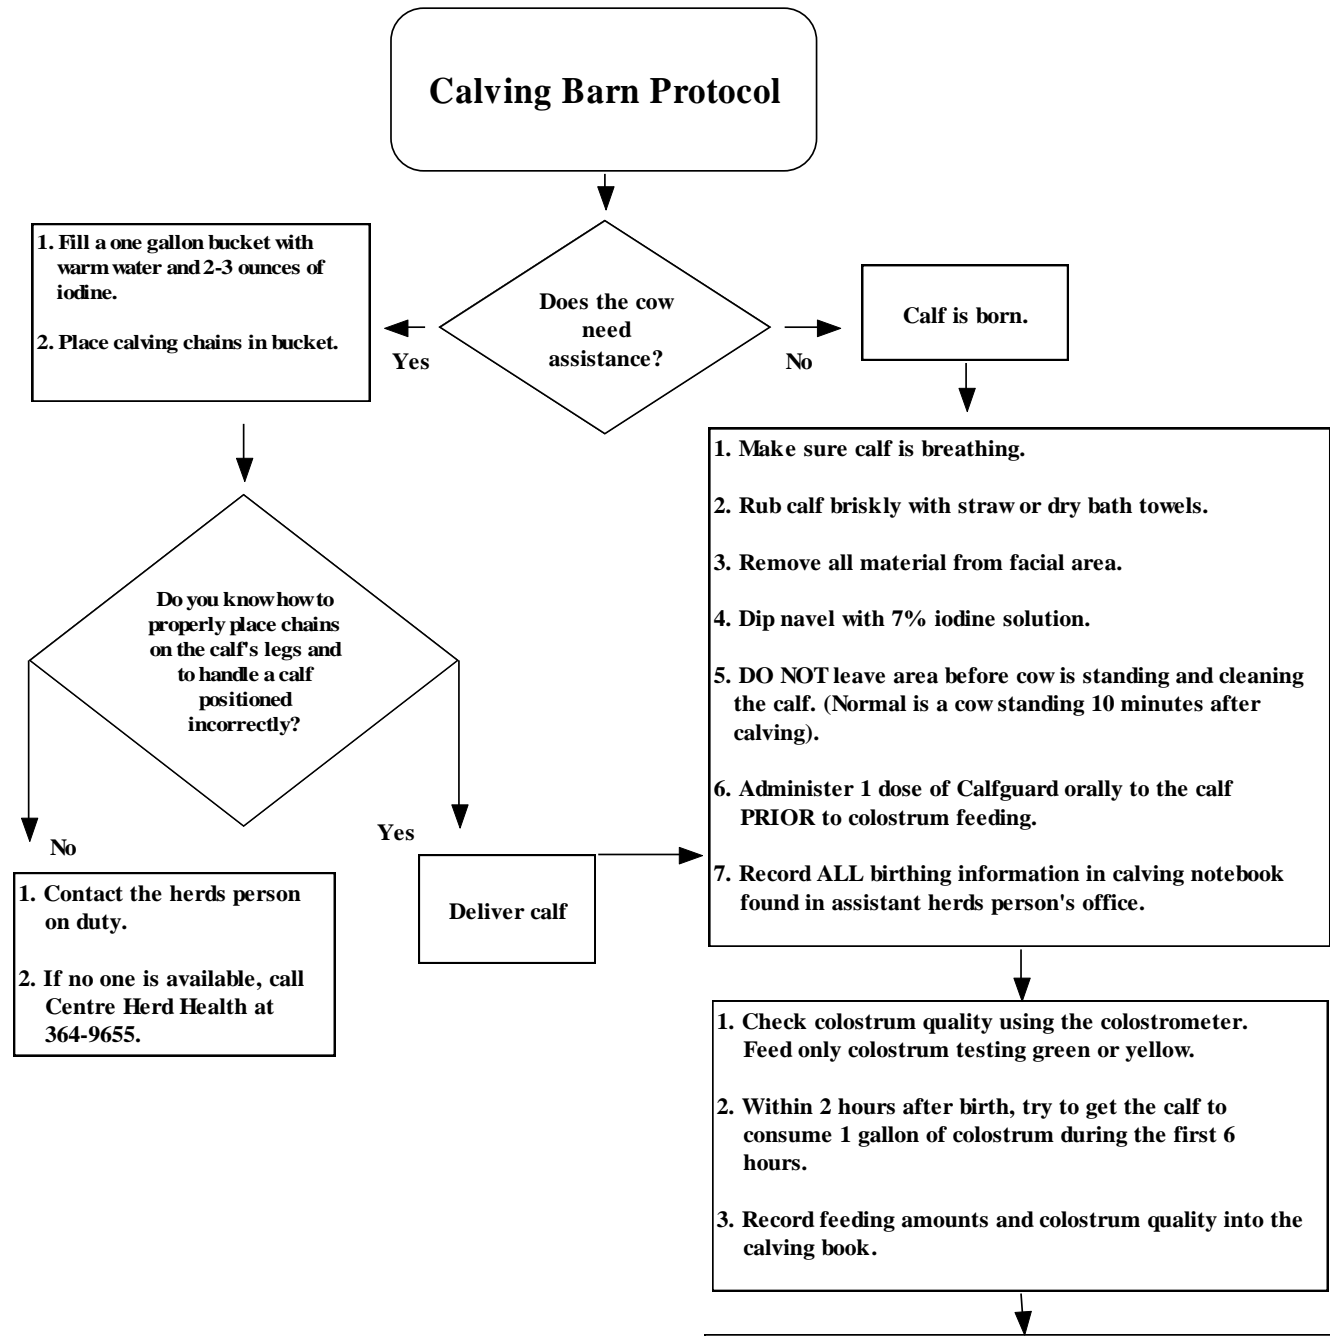 Calving Barn Protocol
1. Fill a one gallon bucket with
warm water and 2-3 ounces of
iodine.
2. Place calving chains in bucket.
Does the cow
need
assistance?
Yes
No
Calf is born.
Do you know how to
properly place chains
on the calf's legs and
to handle a calf
positioned
incorrectly?
No
Yes
1. Contact the herds person
on duty.
2. If no one is available, call
Centre Herd Health at
364-9655.
Deliver calf
1. Make sure calf is breathing.
2. Rub calf briskly with straw or dry bath towels.
3. Remove all material from facial area.
4. Dip navel with 7% iodine solution.
5. DO NOT leave area before cow is standing and cleaning
the calf. (Normal is a cow standing 10 minutes after
calving).
6. Administer 1 dose of Calfguard orally to the calf
PRIOR to colostrum feeding.
7. Record ALL birthing information in calving notebook
found in assistant herds person's office.
1. Check colostrum quality using the colostrometer.
Feed only colostrum testing green or yellow.
2. Within 2 hours after birth, try to get the calf to
consume 1 gallon of colostrum during the first 6
hours.
3. Record feeding amounts and colostrum quality into the
calving book.